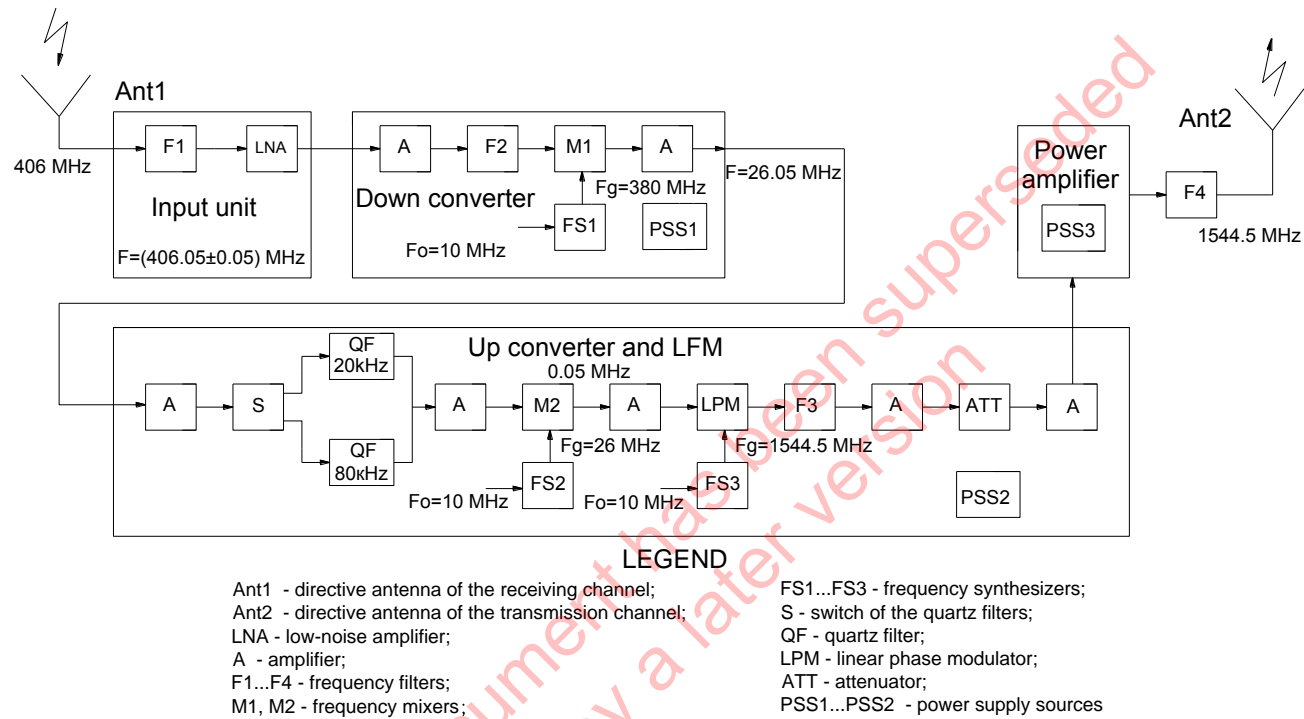 Ant1
406 MHz
F1
LNA
Input unit
F=(406.05±0.05) MHz
A
F2
M1
A
Down converter
Fg=380 MHz
FS1
Fo=10 MHz
PSS1
F=26.05 MHz
Power
amplifier
PSS3
F4
Ant2
1544.5 MHz
Up converter and LFM
A
S
QF
20kHz
QF
80кHz
A
M2
0.05 MHz
A
LPM
F3
A
ATT
A
Fg=26 MHz
Fg=1544.5 MHz
FS2
FS3
Fo=10 MHz
Fo=10 MHz
PSS2
LEGEND
Ant1 - directive antenna of the receiving channel;
Ant2 - directive antenna of the transmission channel;
LNA - low-noise amplifier;
A - amplifier;
F1...F4 - frequency filters;
M1, M2 - frequency mixers;
FS1...FS3 - frequency synthesizers;
S - switch of the quartz filters;
QF - quartz filter;
LPM - linear phase modulator;
ATT - attenuator;
PSS1...PSS2 - power supply sources
cument has been superseded
y a later version